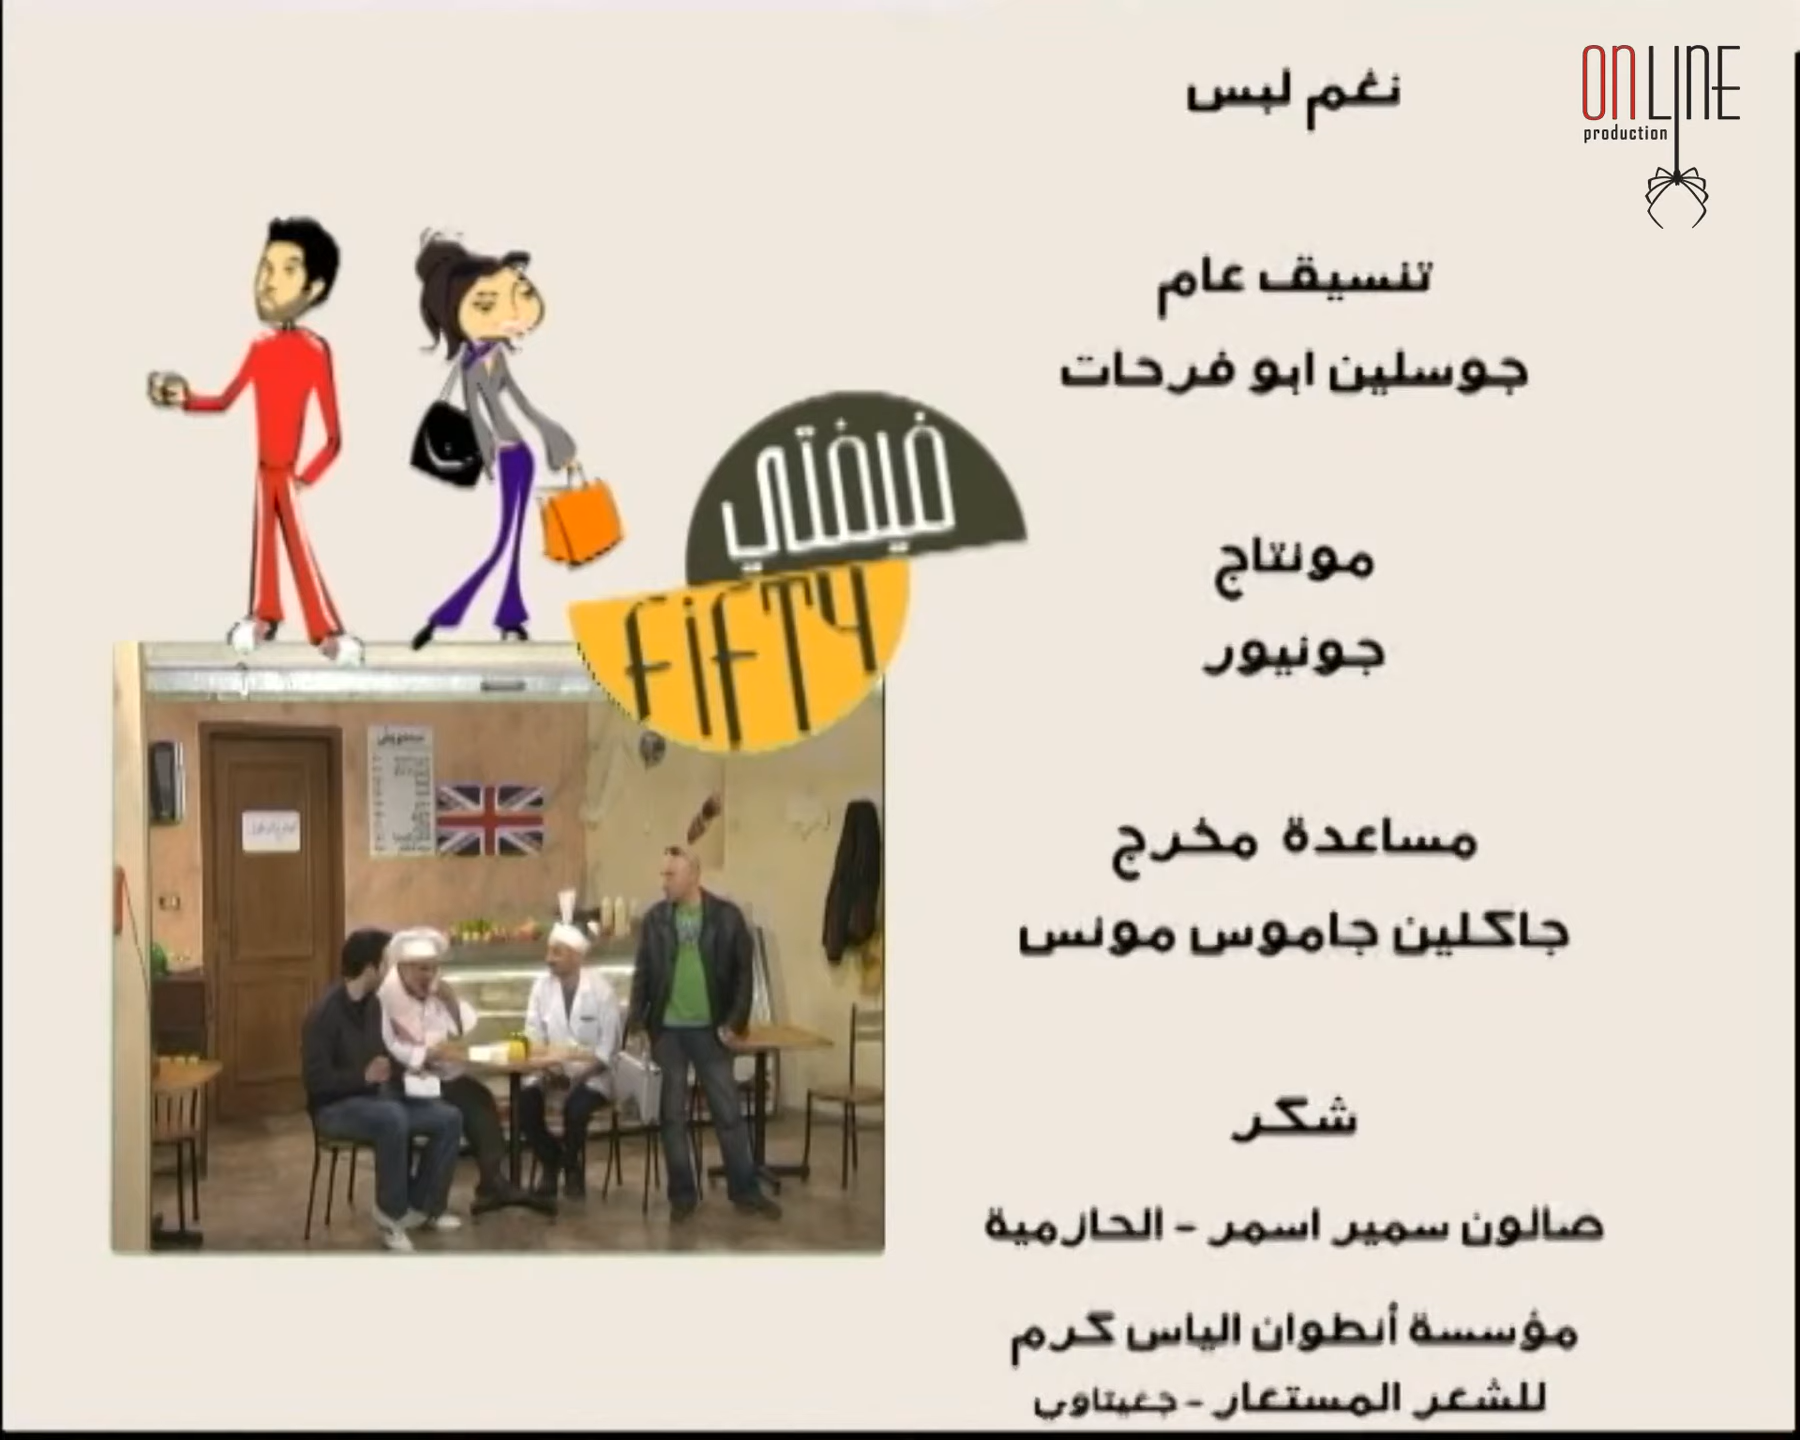 ONLINE
production
نغم لبس
تنسيق عام
جوسلين ابو فرحات
فيفتي
FIFTY
مونتاج
جونيور
مساعدة مخرج
جاكلين جاموس مونس
شكر
صالون سمير اسمر - الحازمية
مؤسسة أنطوان الياس كرم
للشعر المستعار - جعيتاوي